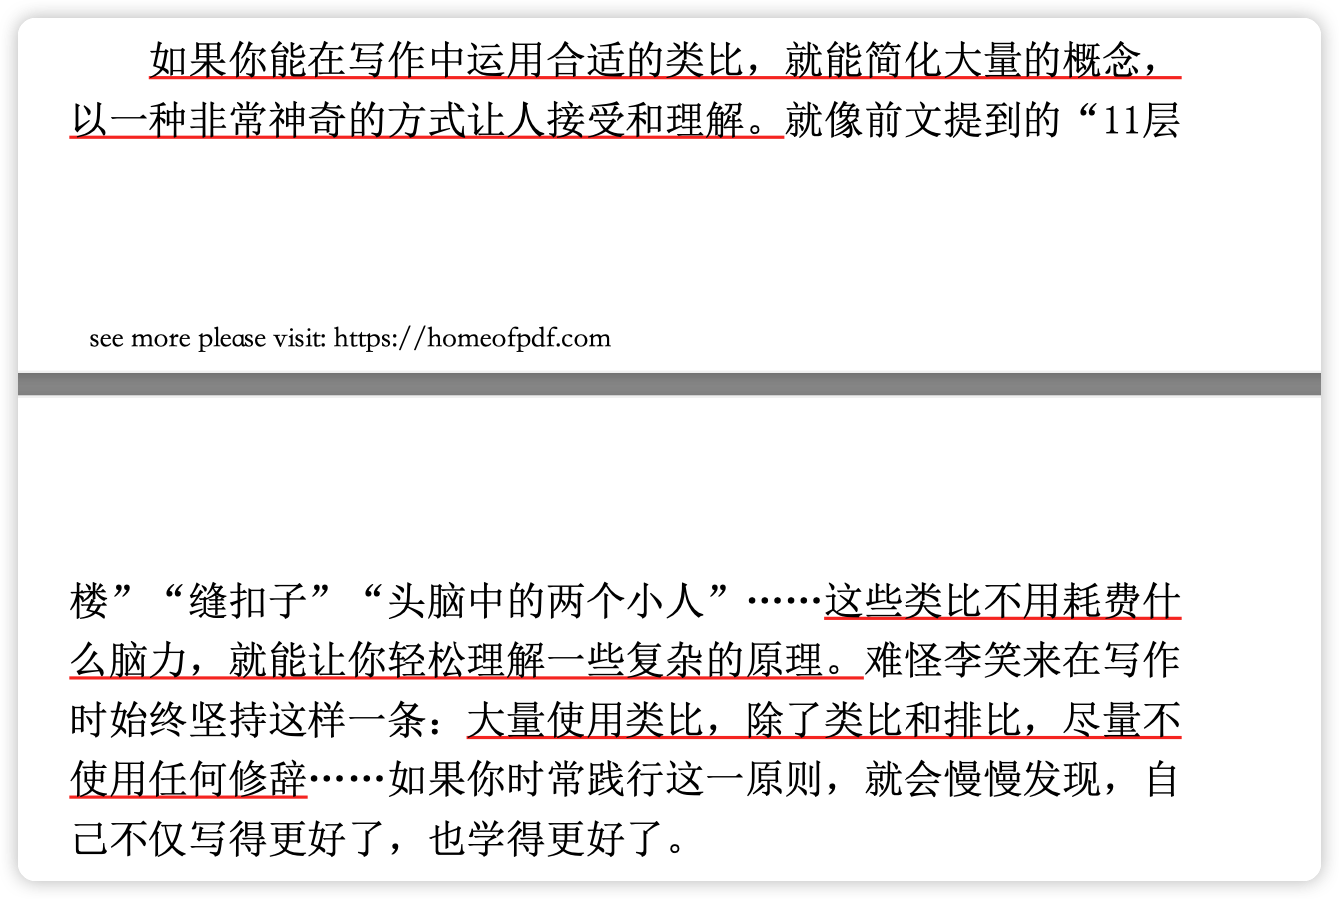 如果你能在写作中运用合适的类比，就能简化大量的概念，
以一种非常神奇的方式让人接受和理解。就像前文提到的“11层
see more please visit: https://homeofpdf.com
楼”“缝扣子”“头脑中的两个小人”……这些类比不用耗费什
么脑力，就能让你轻松理解一些复杂的原理。难怪李笑来在写作
时始终坚持这样一条：大量使用类比，除了类比和排比，尽量不
使用任何修辞……如果你时常践行这一原则，就会慢慢发现，自
己不仅写得更好了，也学得更好了。